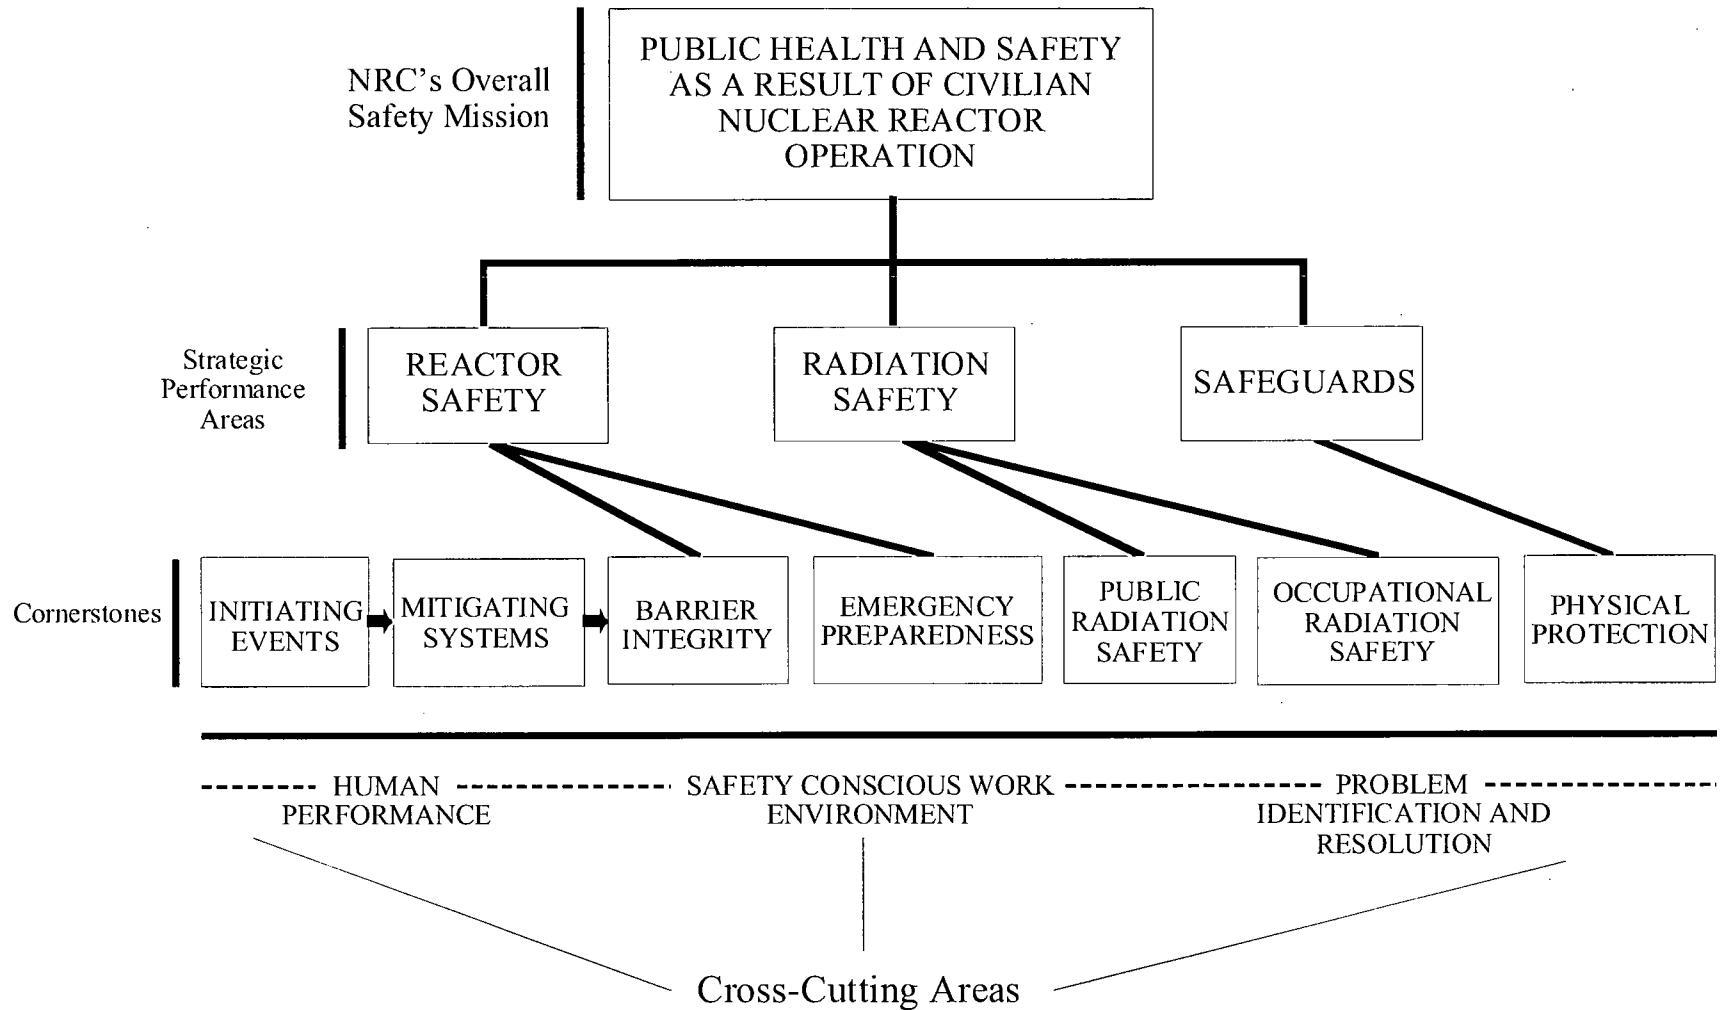 NRC's Overall
Safety Mission
PUBLIC HEALTH AND SAFETY
AS A RESULT OF CIVILIAN
NUCLEAR REACTOR
OPERATION
Strategic
Performance
Areas
REACTOR
SAFETY
RADIATION
SAFETY
SAFEGUARDS
Cornerstones
INITIATING
EVENTS
MITIGATING
SYSTEMS
BARRIER
INTEGRITY
EMERGENCY
PREPAREDNESS
PUBLIC
RADIATION
SAFETY
OCCUPATIONAL
RADIATION
SAFETY
PHYSICAL
PROTECTION
HUMAN
PERFORMANCE
SAFETY CONSCIOUS WORK
ENVIRONMENT
PROBLEM
IDENTIFICATION AND
RESOLUTION
Cross-Cutting Areas